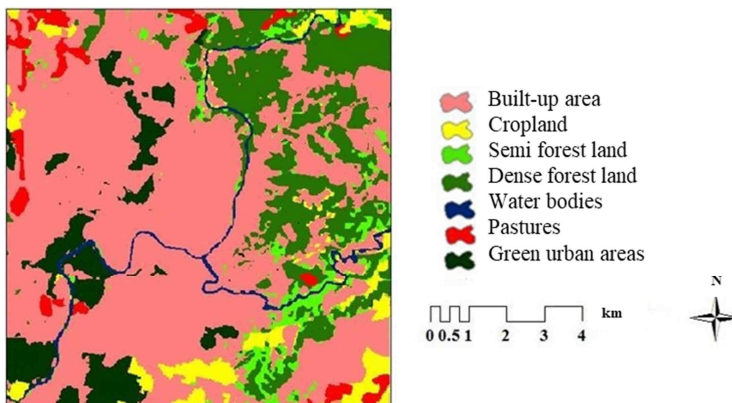 Built-up area
Cropland
Semi forest land
Dense forest land
Water bodies
Pastures
Green urban areas
N
km
0 0.5 1 2 3 4